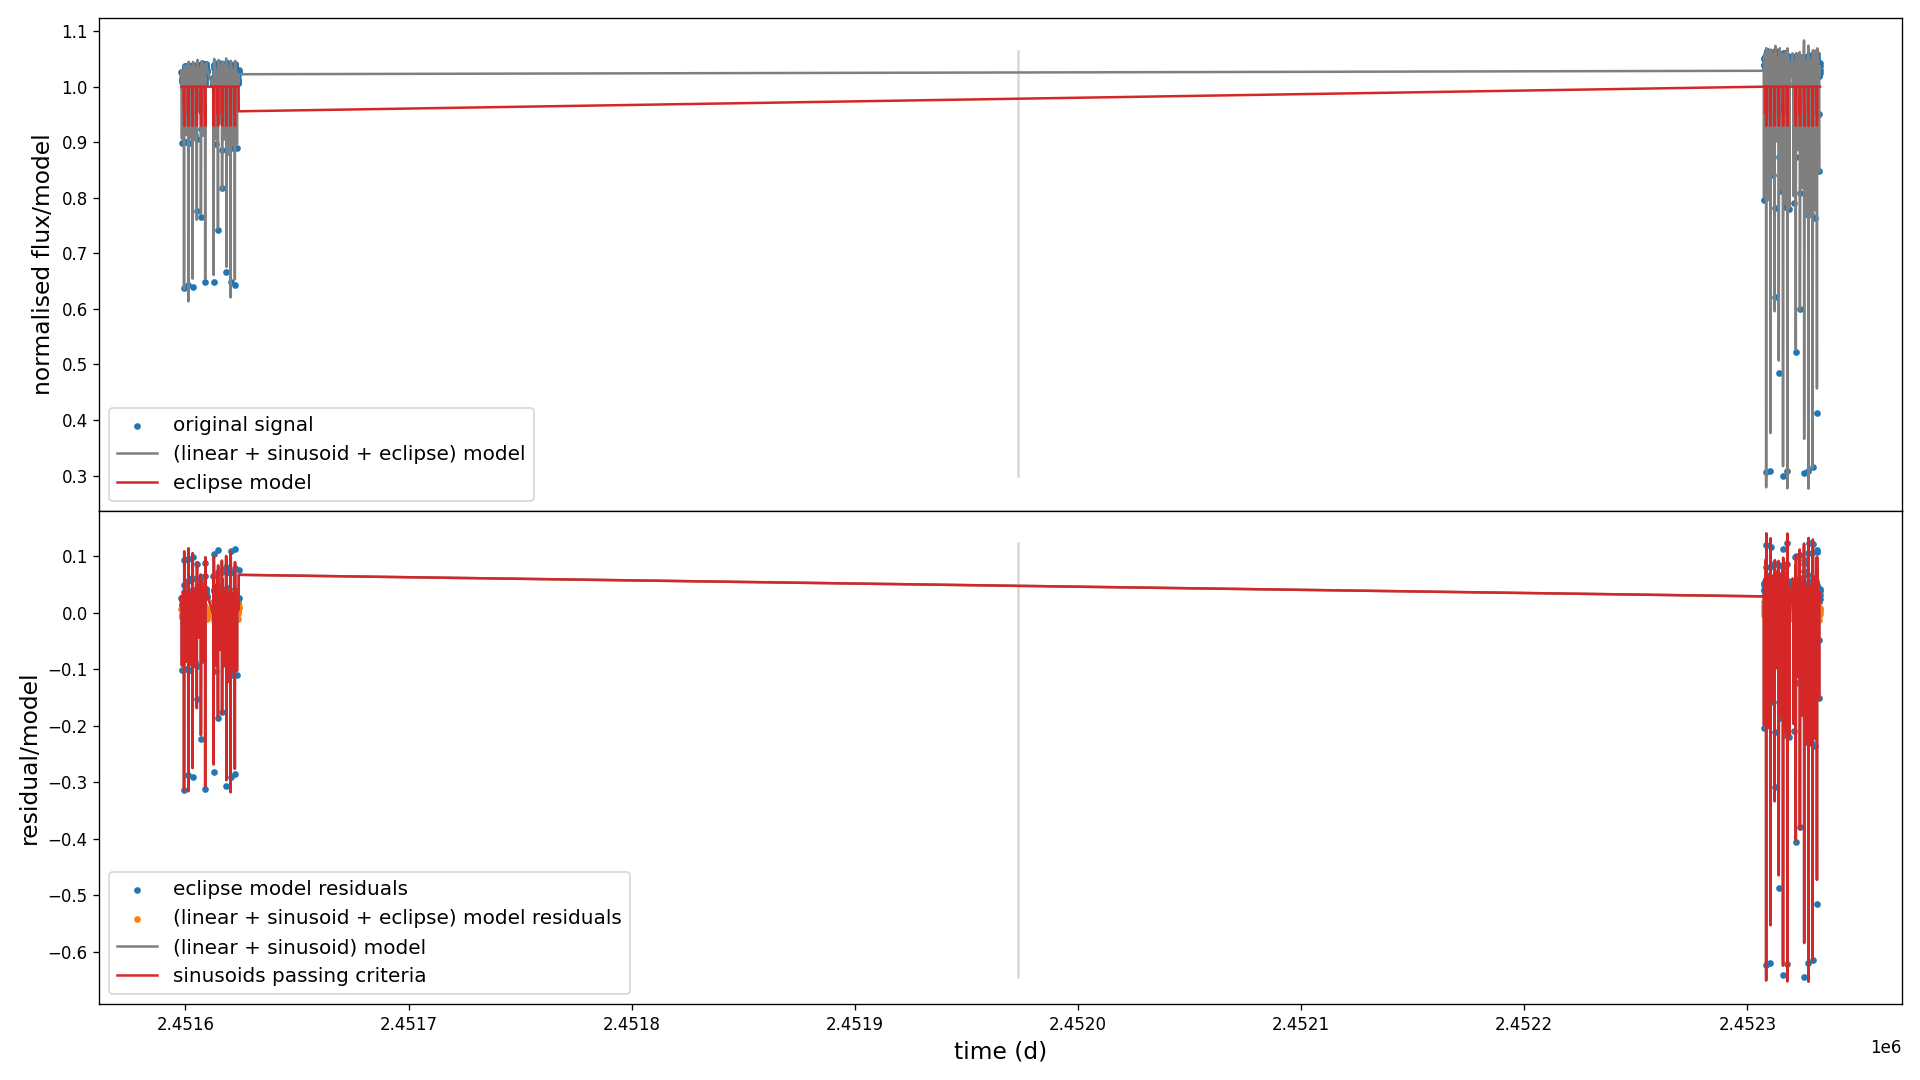 1.1
1.0
0.9
0.8
0.7
0.6
0.5
0.4
0.3
normalised flux/model
original signal
(linear + sinusoid + eclipse) model
eclipse model
0.1
0.0
−0.1
−0.2
−0.3
−0.4
−0.5
−0.6
residual/model
eclipse model residuals
(linear + sinusoid + eclipse) model residuals
(linear + sinusoid) model
sinusoids passing criteria
2.4516 2.4517 2.4518 2.4519 2.4520 2.4521 2.4522 2.4523
time (d)
1e6